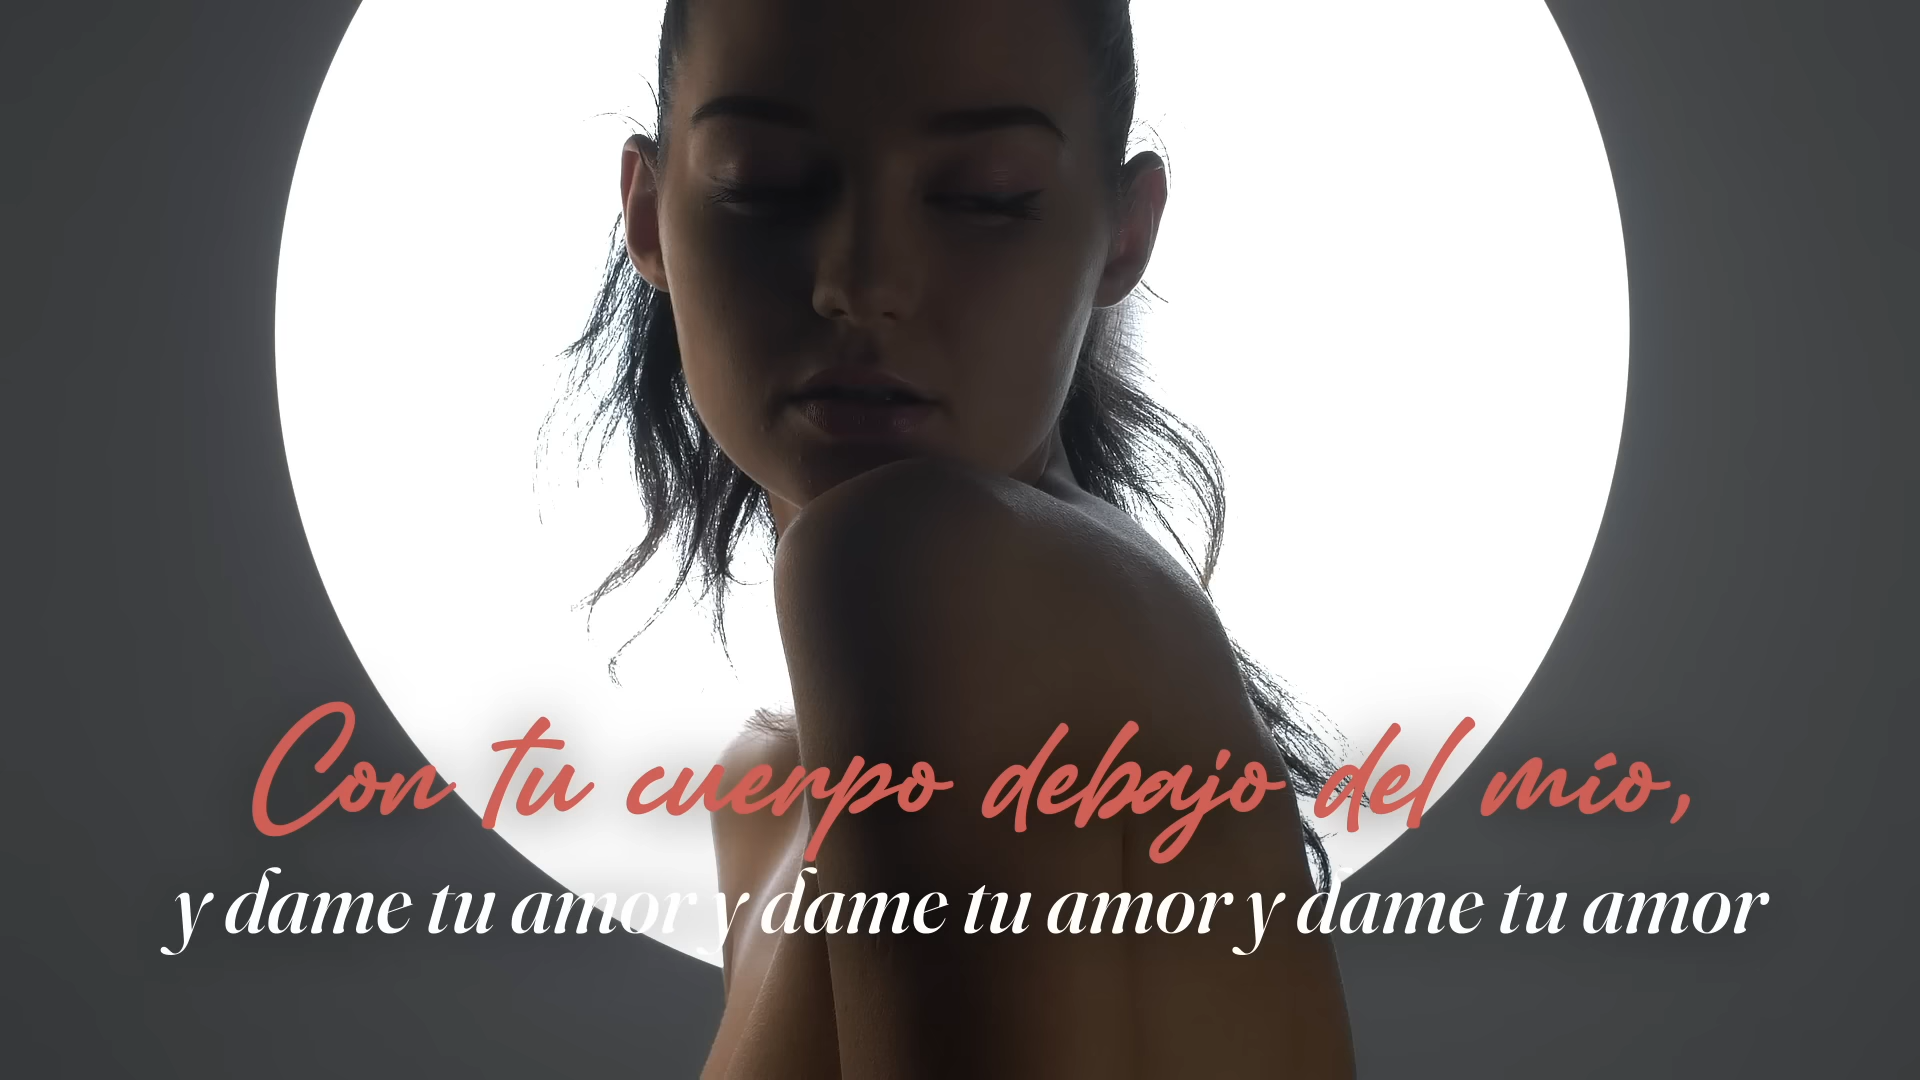 Con tu cuerpo debajo del mío,
y dame tu amor y dame tu amor y dame tu amor